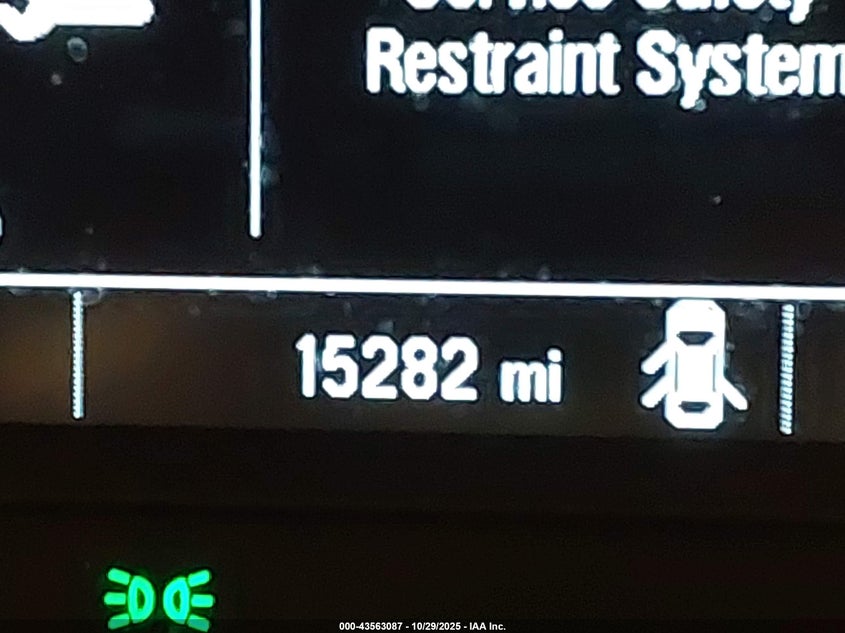 Restraint System
15282 mi
000-43563087 - 10/29/2025 - IAA Inc.